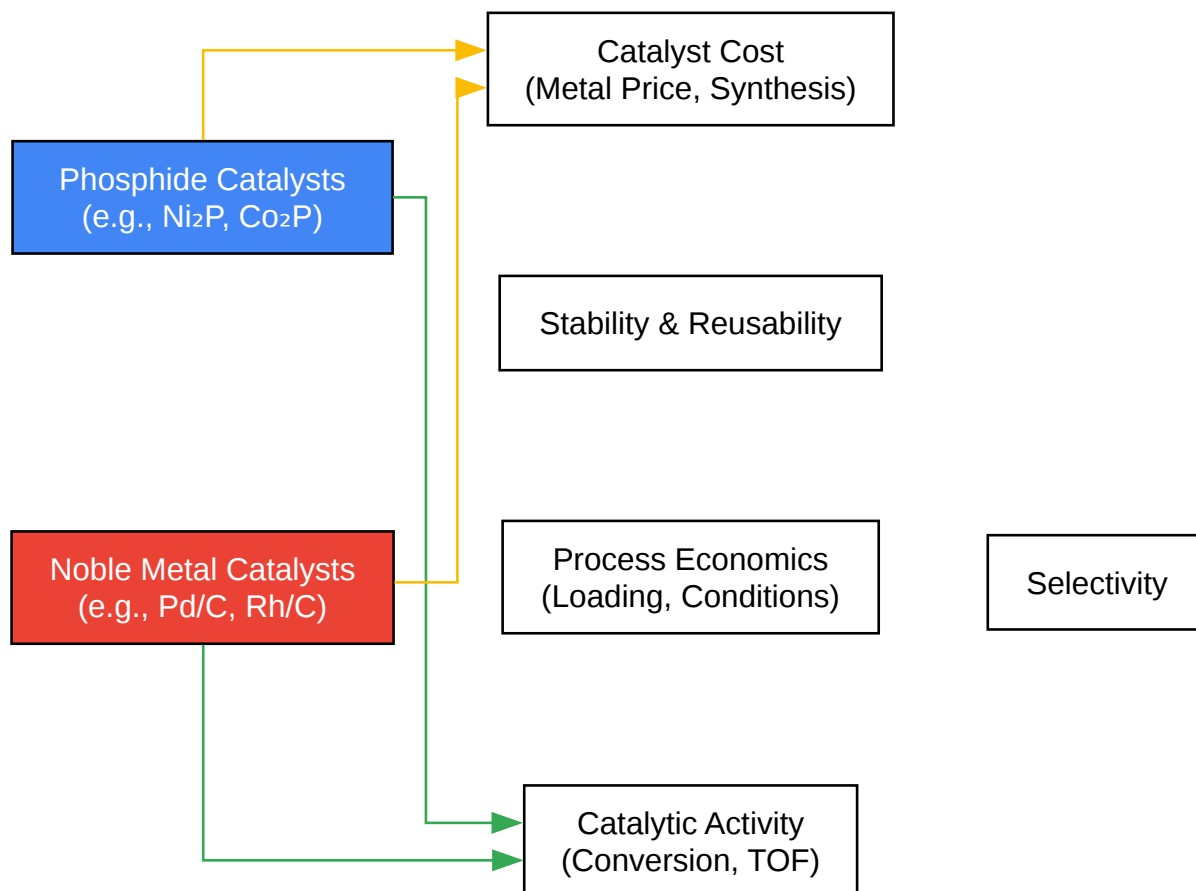 Catalyst Cost
(Metal Price, Synthesis)
Phosphide Catalysts
(e.g., Ni₂P, Co₂P)
Stability & Reusability
Noble Metal Catalysts
(e.g., Pd/C, Rh/C)
Process Economics
(Loading, Conditions)
Selectivity
Catalytic Activity
(Conversion, TOF)